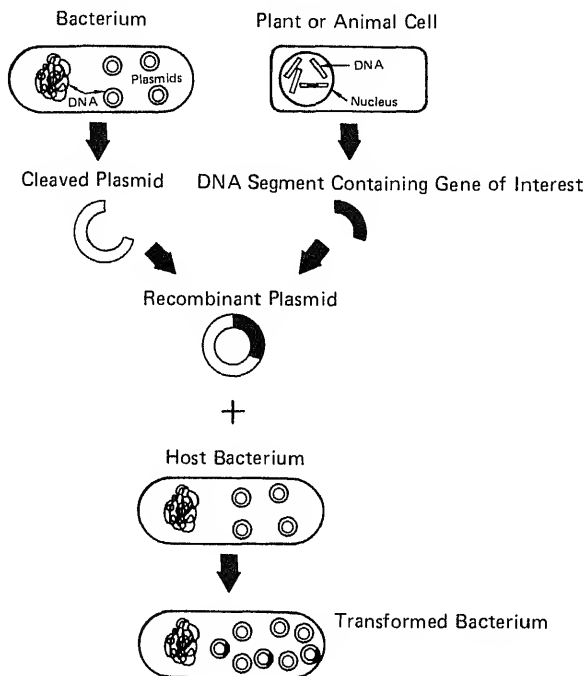 Bacterium
Plant or Animal Cell
Plasmids
DNA
DNA
Nucleus
Cleaved Plasmid
DNA Segment Containing Gene of Interest
Recombinant Plasmid
+
Host Bacterium
Transformed Bacterium